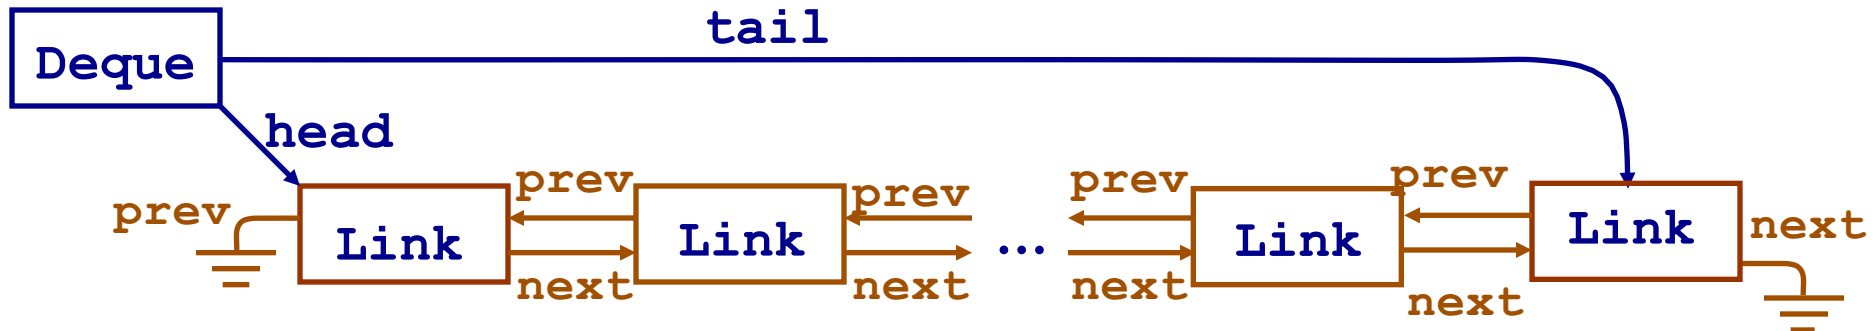 tail
Deque
head
prev prev prev prev prev
Link Link ... Link Link next
next next next next